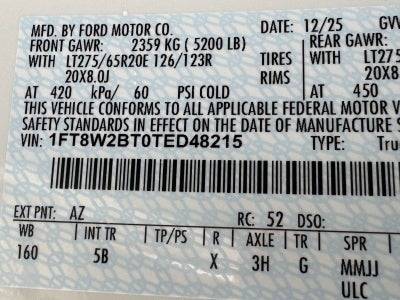 MFD. BY FORD MOTOR CO.
DATE: 12/25 GVW
FRONT GAWR: 2359 KG ( 5200 LB)
REAR GAWR:
WITH LT275/65R20E 126/123R TIRES WITH LT275
20X8.0J RIMS 20X8
AT 420 kPa/ 60 PSI COLD AT 450
THIS VEHICLE CONFORMS TO ALL APPLICABLE FEDERAL MOTOR V
SAFETY STANDARDS IN EFFECT ON THE DATE OF MANUFACTURE S
VIN: 1FT8W2BT0TED48215 TYPE: Tru
EXT PNT: AZ RC: 52 DSO:
WB INT TR TP/PS R AXLE TR SPR
160 5B X 3H G MMJJ
ULC